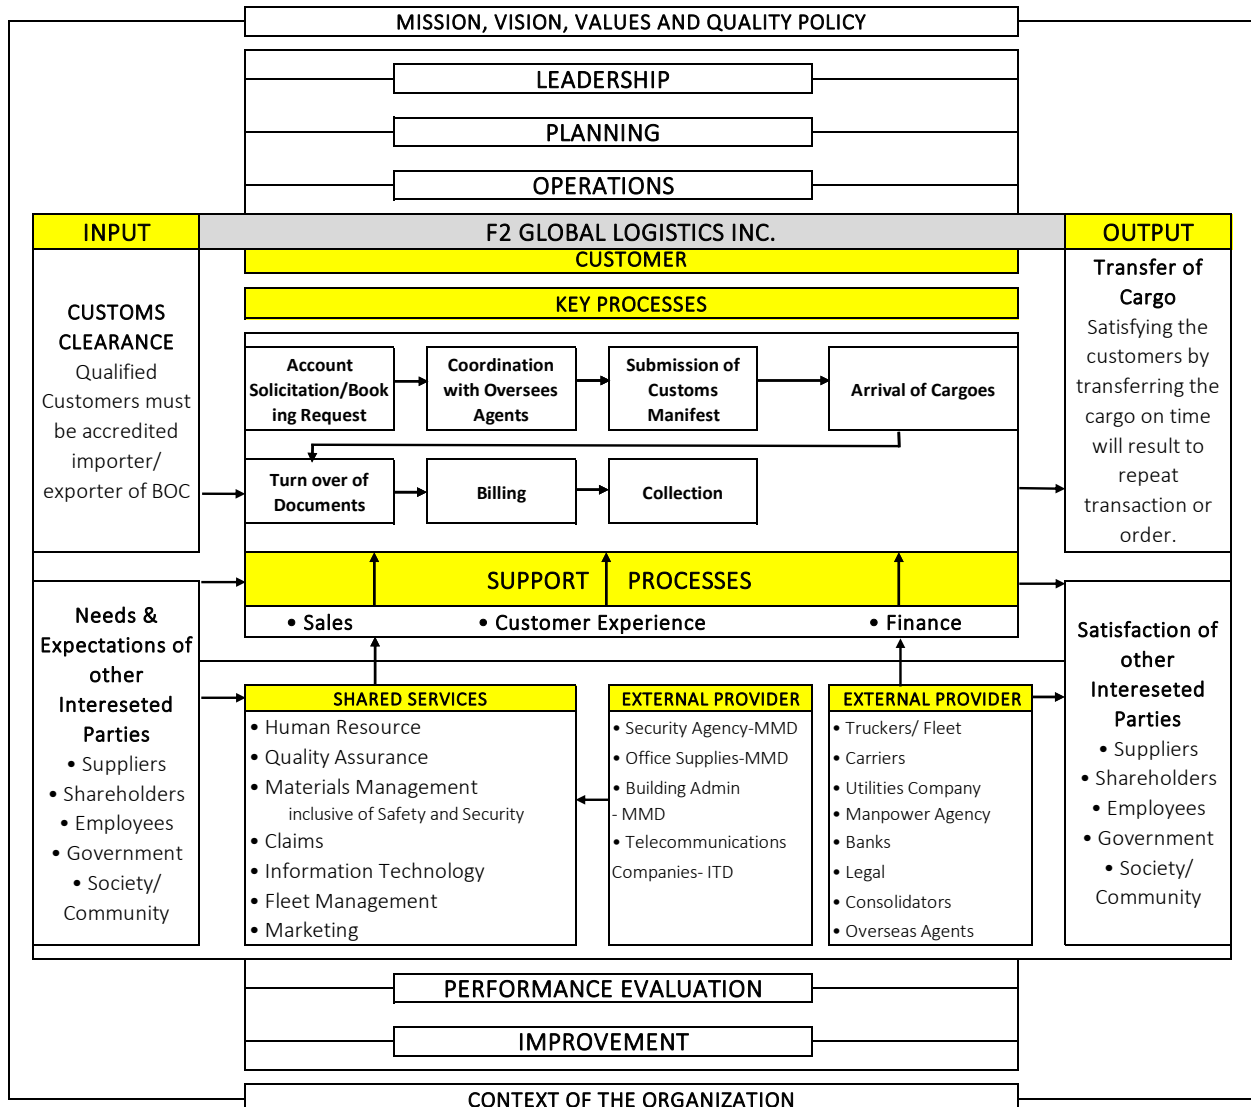 MISSION, VISION, VALUES AND QUALITY POLICY
LEADERSHIP
PLANNING
OPERATIONS
INPUT
F2 GLOBAL LOGISTICS INC.
OUTPUT
CUSTOMER
KEY PROCESSES
CUSTOMS
CLEARANCE
Qualified
Customers must
be accredited
importer/
exporter of BOC
Account
Solicitation/Book
ing Request
Coordination
with Oversees
Agents
Submission of
Customs
Manifest
Arrival of Cargoes
Turn over of
Documents
Billing
Collection
Transfer of
Cargo
Satisfying the
customers by
transferring the
cargo on time
will result to
repeat
transaction or
order.
SUPPORT PROCESSES
• Sales
• Customer Experience
• Finance
Needs &
Expectations of
other
Intereseted
Parties
• Suppliers
• Shareholders
• Employees
• Government
• Society/
Community
SHARED SERVICES
• Human Resource
• Quality Assurance
• Materials Management
inclusive of Safety and Security
• Claims
• Information Technology
• Fleet Management
• Marketing
EXTERNAL PROVIDER
• Security Agency-MMD
• Office Supplies-MMD
• Building Admin
- MMD
• Telecommunications
Companies- ITD
EXTERNAL PROVIDER
• Truckers/ Fleet
• Carriers
• Utilities Company
• Manpower Agency
• Banks
• Legal
• Consolidators
• Overseas Agents
Satisfaction of
other
Intereseted
Parties
• Suppliers
• Shareholders
• Employees
• Government
• Society/
Community
PERFORMANCE EVALUATION
IMPROVEMENT
CONTEXT OF THE ORGANIZATION